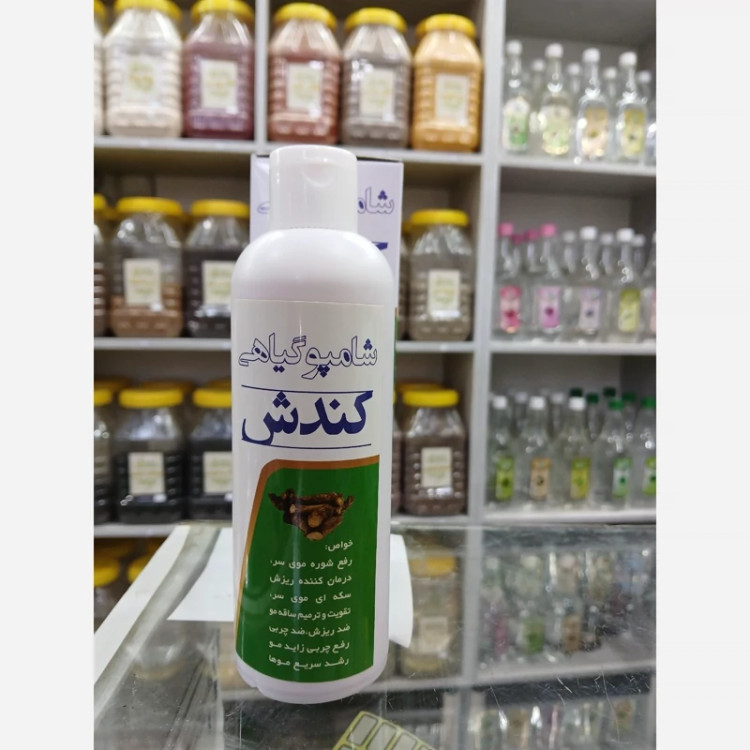 شامپو گیاهی
کندش
خواص:
رفع شوره موی سر،
درمان کننده ریزش
سکه ای موی سر،
تقویت و ترمیم ساقه مو
ضد ریزش، ضد چربی
رفع چربی زاید مو
رشد سریع موها